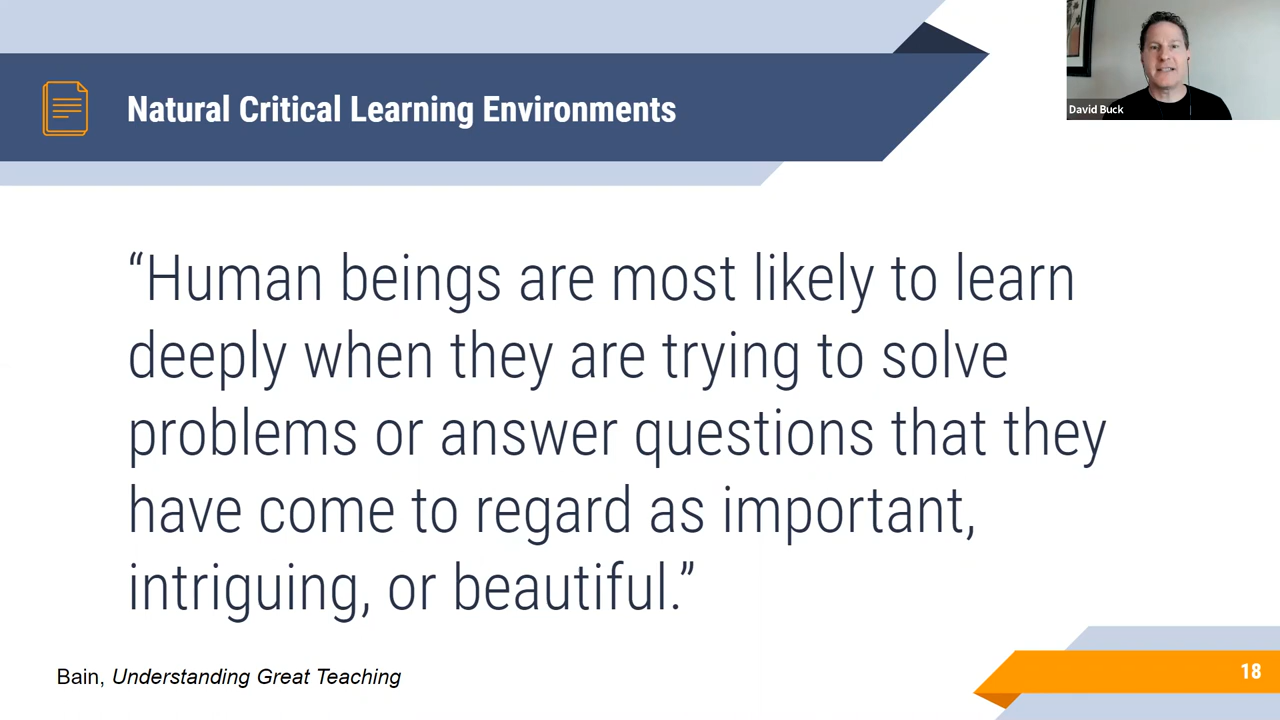 Natural Critical Learning Environments
David Buck
“Human beings are most likely to learn
deeply when they are trying to solve
problems or answer questions that they
have come to regard as important,
intriguing, or beautiful.”
Bain, Understanding Great Teaching
18